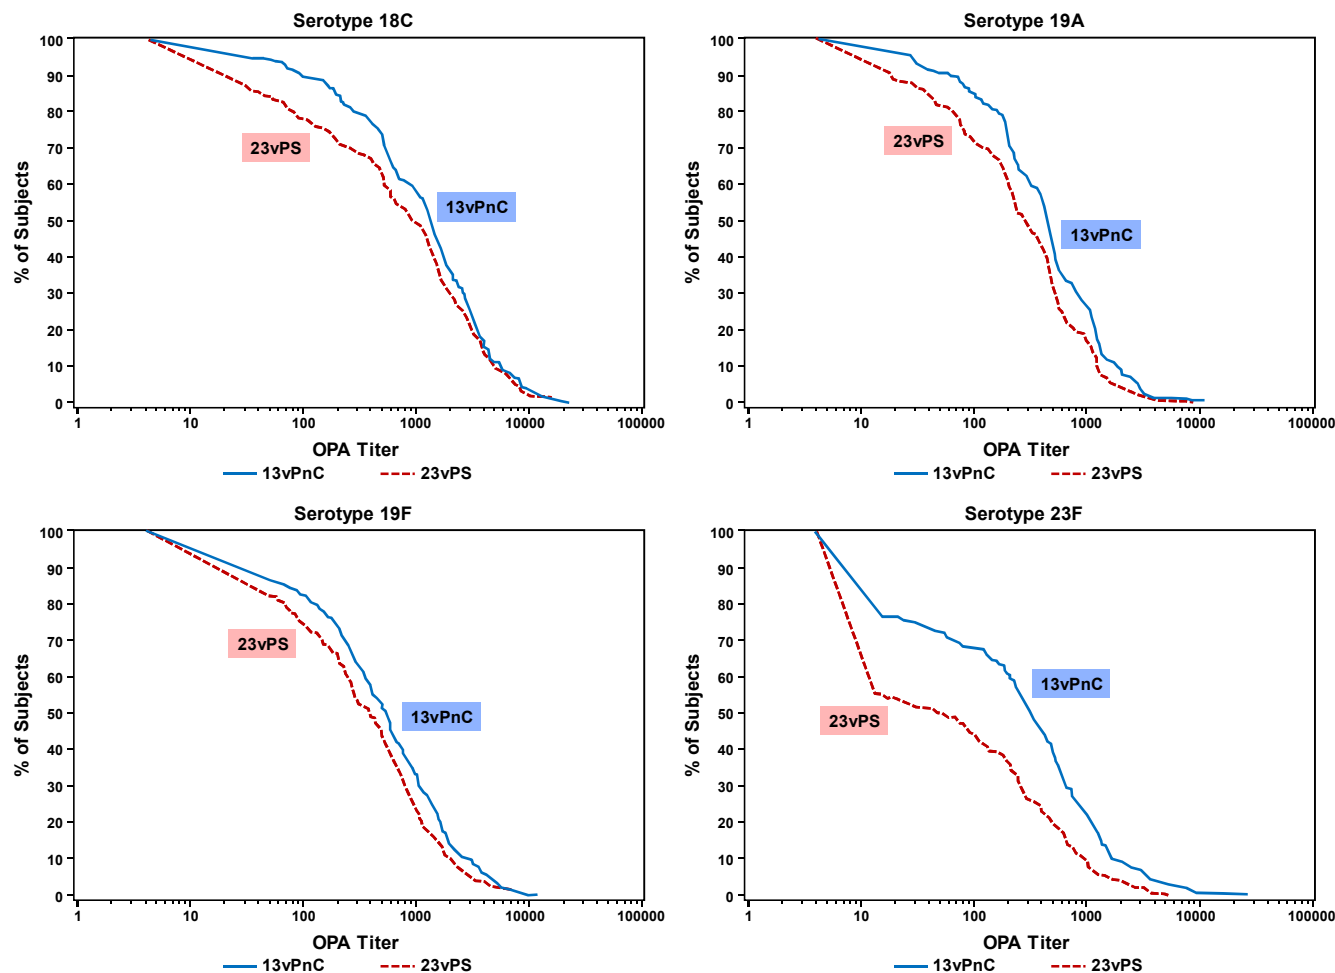 Serotype 18C
% of Subjects
100
90
80
70
60
50
40
30
20
10
0
23vPS
13vPnC
1 10 100 1000 10000 100000
OPA Titer
13vPnC 23vPS
Serotype 19A
% of Subjects
100
90
80
70
60
50
40
30
20
10
0
23vPS
13vPnC
1 10 100 1000 10000 100000
OPA Titer
13vPnC 23vPS
Serotype 19F
% of Subjects
100
90
80
70
60
50
40
30
20
10
0
23vPS
13vPnC
1 10 100 1000 10000 100000
OPA Titer
13vPnC 23vPS
Serotype 23F
% of Subjects
100
90
80
70
60
50
40
30
20
10
0
13vPnC
23vPS
1 10 100 1000 10000 100000
OPA Titer
13vPnC 23vPS